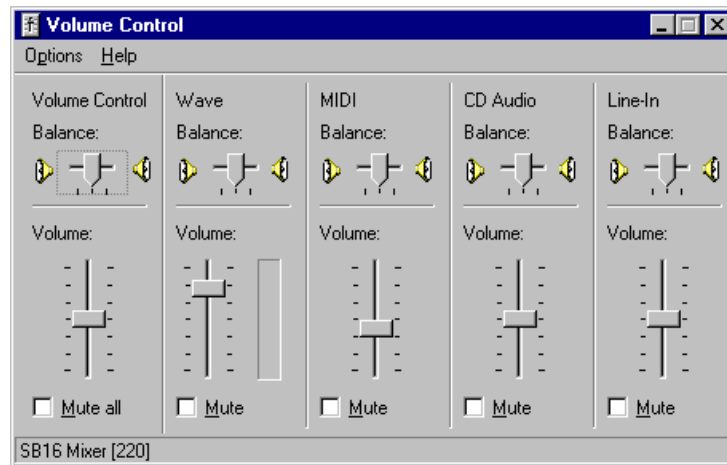 Volume Control
Options Help
Volume Control Wave MIDI CD Audio Line-In
Balance: Balance: Balance: Balance: Balance:
Volume: Volume: Volume: Volume: Volume:
Mute all Mute Mute Mute Mute
SB16 Mixer [220]